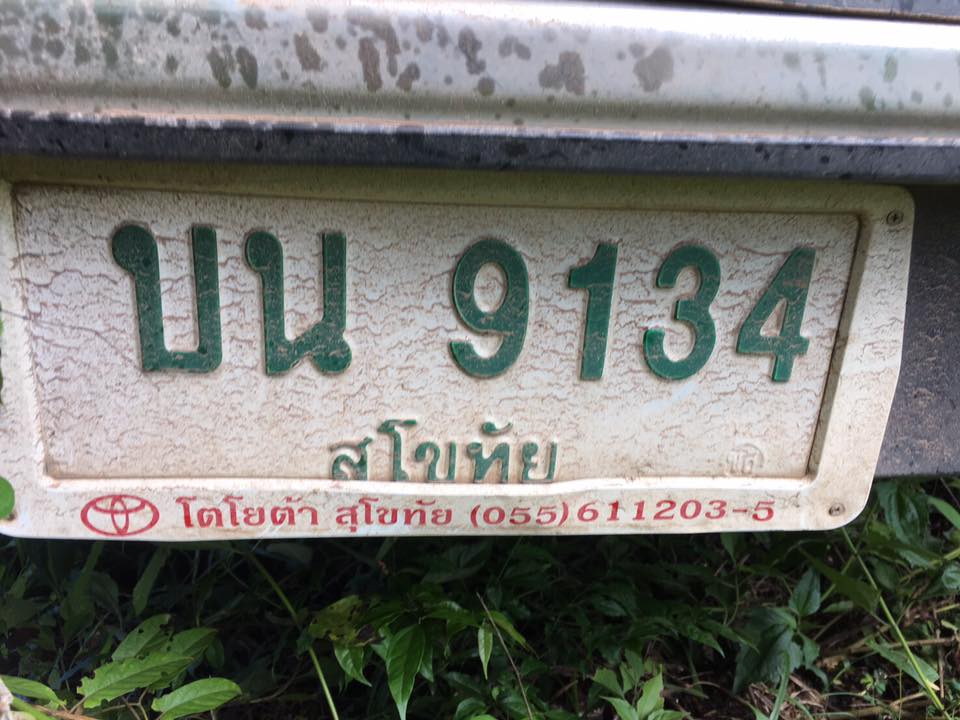 บน 9134
สุโขทัย
โตโยต้า สุโขทัย (055)611203-5